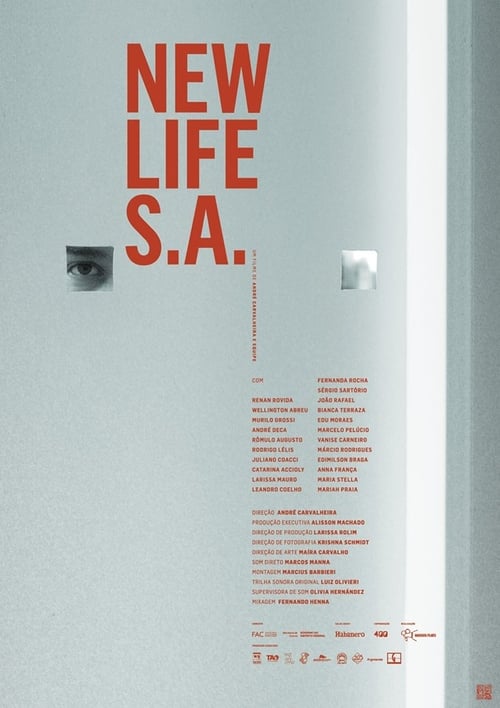 NEW
LIFE
S.A.
UM FILME DE ANDRÉ CARVALHEIRA E EQUIPE
COM FERNANDA ROCHA
SÉRGIO SARTÓRIO
RENAN ROVIDA JOÃO RAFAEL
WELLINGTON ABREU BIANCA TERRAZA
MURILO GROSSI EDU MORAES
ANDRÉ DECA MARCELO PELÚCIO
RÔMULO AUGUSTO VANISE CARNEIRO
RODRIGO LÉLIS MÁRCIO RODRIGUES
JULIANO COACCI EDIMILSON BRAGA
CATARINA ACCIOLY ANNA FRANÇA
LARISSA MAURO MARIA STELLA
LEANDRO COELHO MARIAH PRAIA
DIREÇÃO ANDRÉ CARVALHEIRA
PRODUÇÃO EXECUTIVA ALISSON MACHADO
DIREÇÃO DE PRODUÇÃO LARISSA ROLIM
DIREÇÃO DE FOTOGRAFIA KRISHNA SCHMIDT
DIREÇÃO DE ARTE MAÍRA CARVALHO
SOM DIRETO MARCOS MANNA
MONTAGEM MARCIUS BARBIERI
TRILHA SONORA ORIGINAL LUIZ OLIVIERI
SUPERVISORA DE SOM OLIVIA HERNÁNDEZ
MIXAGEM FERNANDO HENNA
FAC Habanero 400